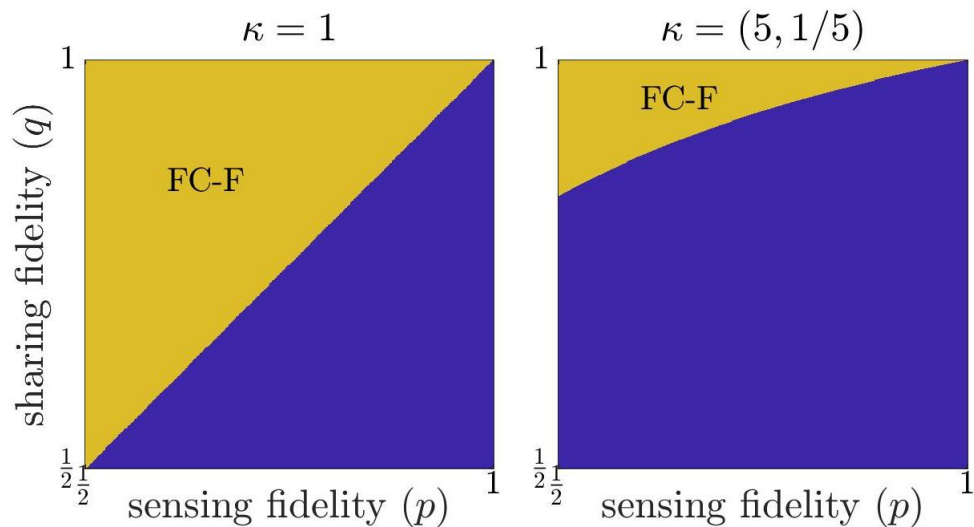 κ = 1
κ = (5, 1/5)
1
FC-F
sharing fidelity (q)
1/2
1/2
1
sensing fidelity (p)
1
FC-F
1/2
1/2
1
sensing fidelity (p)